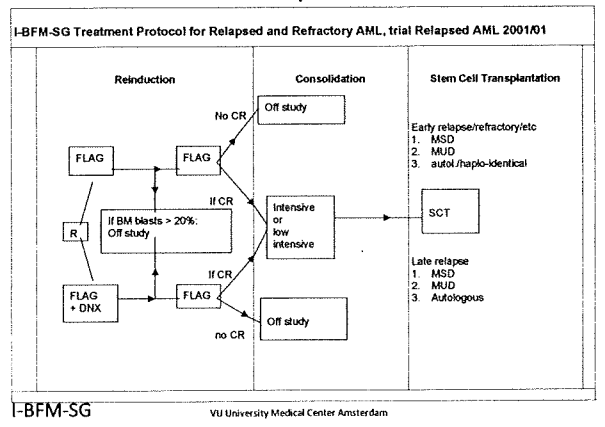 I-BFM-SG Treatment Protocol for Relapsed and Refractory AML, trial Relapsed AML 2001/01
Reinduction
Consolidation
Stem Cell Transplantation
No CR
Off study
Early relapse/refractory/etc
1. MSD
2. MUD
3. autol./haplo-identical
FLAG
FLAG
If CR
R
If BM blasts > 20%:
Off study
Intensive
or
low
intensive
SCT
If CR
FLAG
+ DNX
FLAG
Late relapse
1. MSD
2. MUD
3. Autologous
Off study
no CR
I-BFM-SG
VU University Medical Center Amsterdam